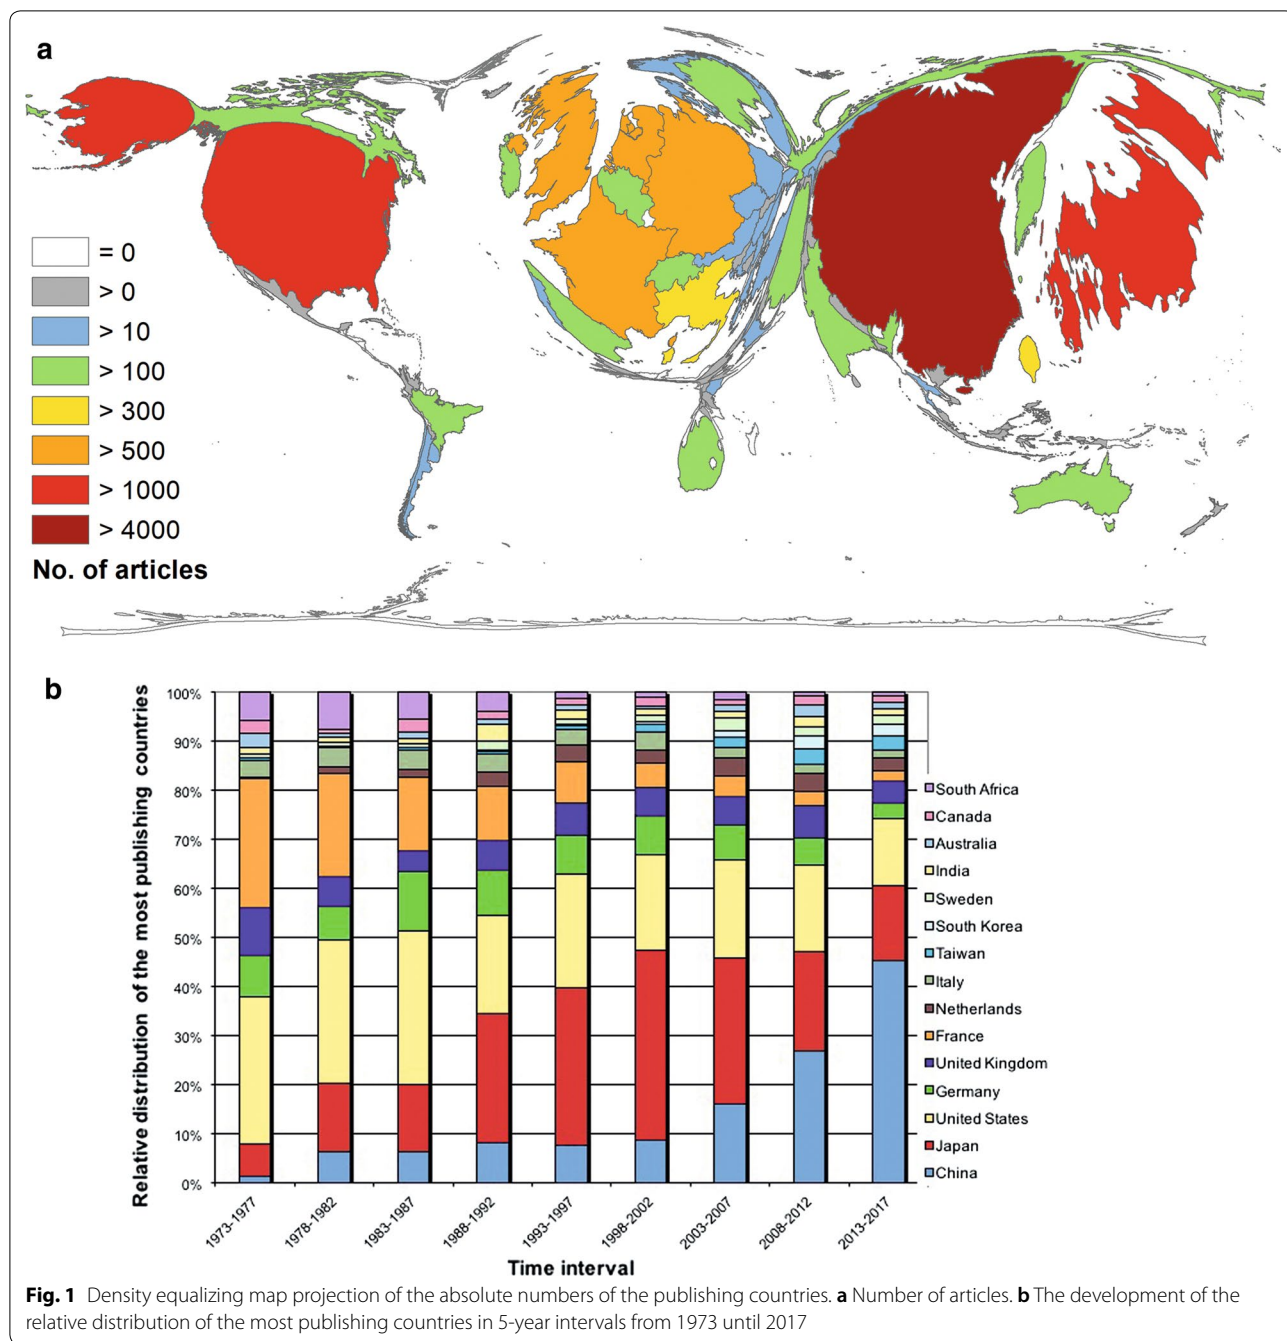 a
= 0
> 0
> 10
> 100
> 300
> 500
> 1000
> 4000
No. of articles
b
Relative distribution of the most publishing countries
100%
90%
80%
70%
60%
50%
40%
30%
20%
10%
0%
South Africa
Canada
Australia
India
Sweden
South Korea
Taiwan
Italy
Netherlands
France
United Kingdom
Germany
United States
Japan
China
1973-1977
1978-1982
1983-1987
1988-1992
1993-1997
1998-2002
2003-2007
2008-2012
2013-2017
Time interval
Fig. 1 Density equalizing map projection of the absolute numbers of the publishing countries. a Number of articles. b The development of the
relative distribution of the most publishing countries in 5-year intervals from 1973 until 2017